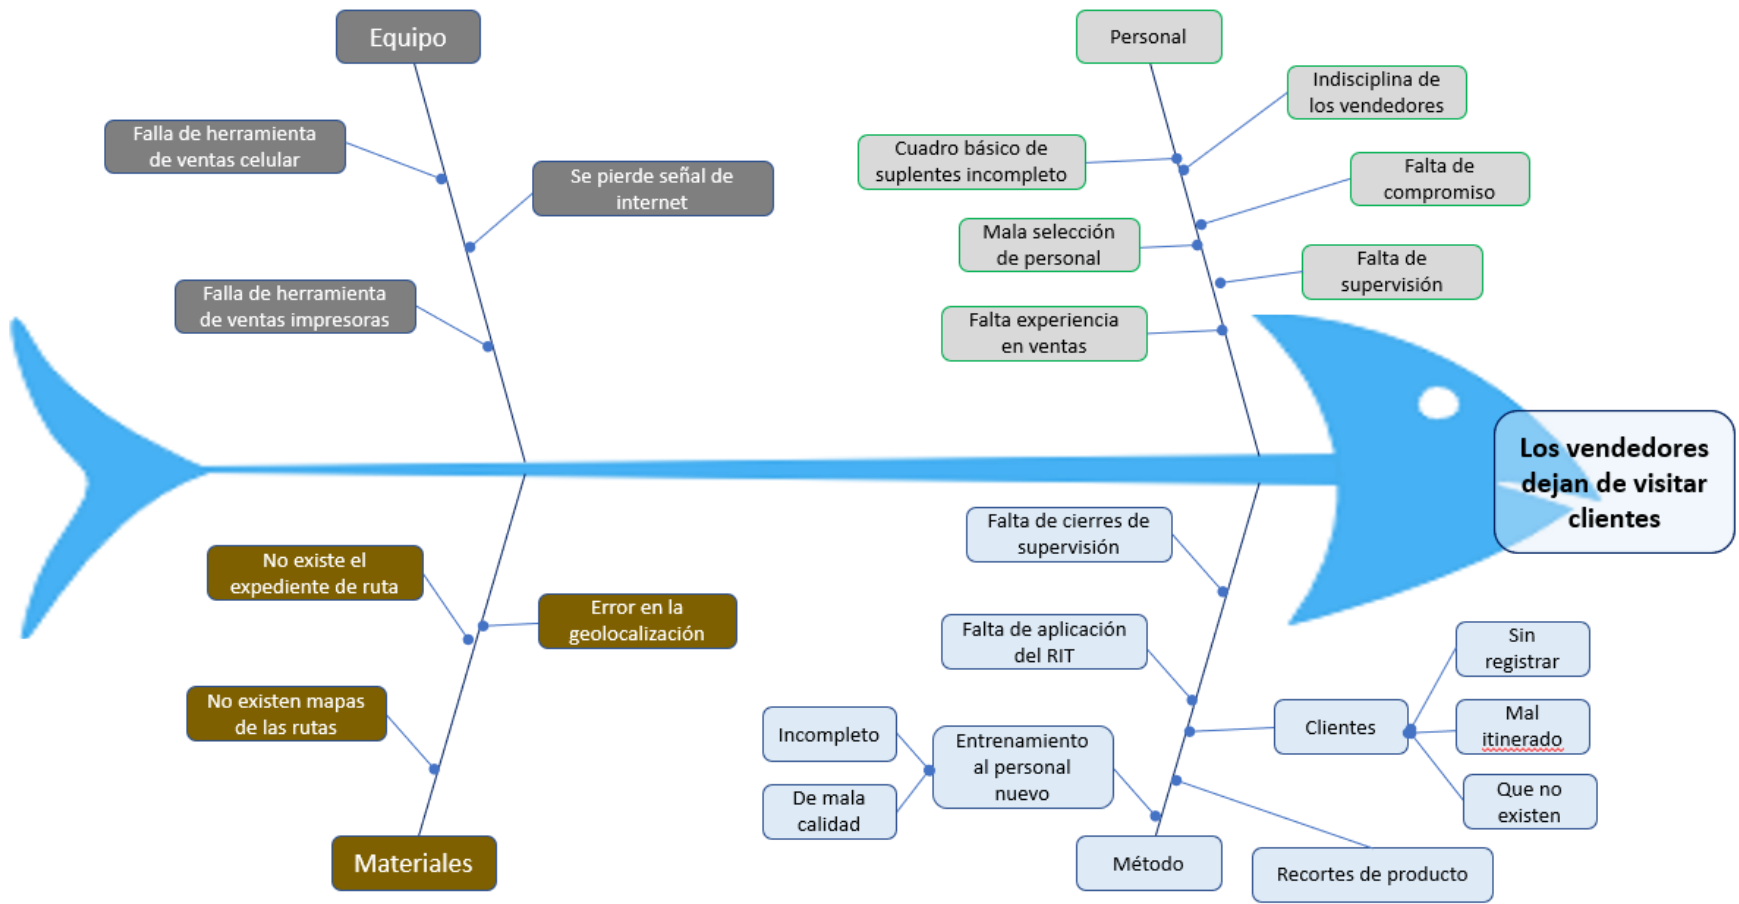 Equipo
Falla de herramienta
de ventas celular
Se pierde señal de
internet
Falla de herramienta
de ventas impresoras
Personal
Indisciplina de
los vendedores
Cuadro básico de
suplentes incompleto
Falta de
compromiso
Mala selección
de personal
Falta de
supervisión
Falta experiencia
en ventas
Los vendedores
dejan de visitar
clientes
No existe el
expediente de ruta
Error en la
geolocalización
No existen mapas
de las rutas
Materiales
Falta de cierres de
supervisión
Falta de aplicación
del RIT
Clientes
Sin
registrar
Mal
itinerado
Que no
existen
Entrenamiento
al personal
nuevo
Incompleto
De mala
calidad
Método
Recortes de producto